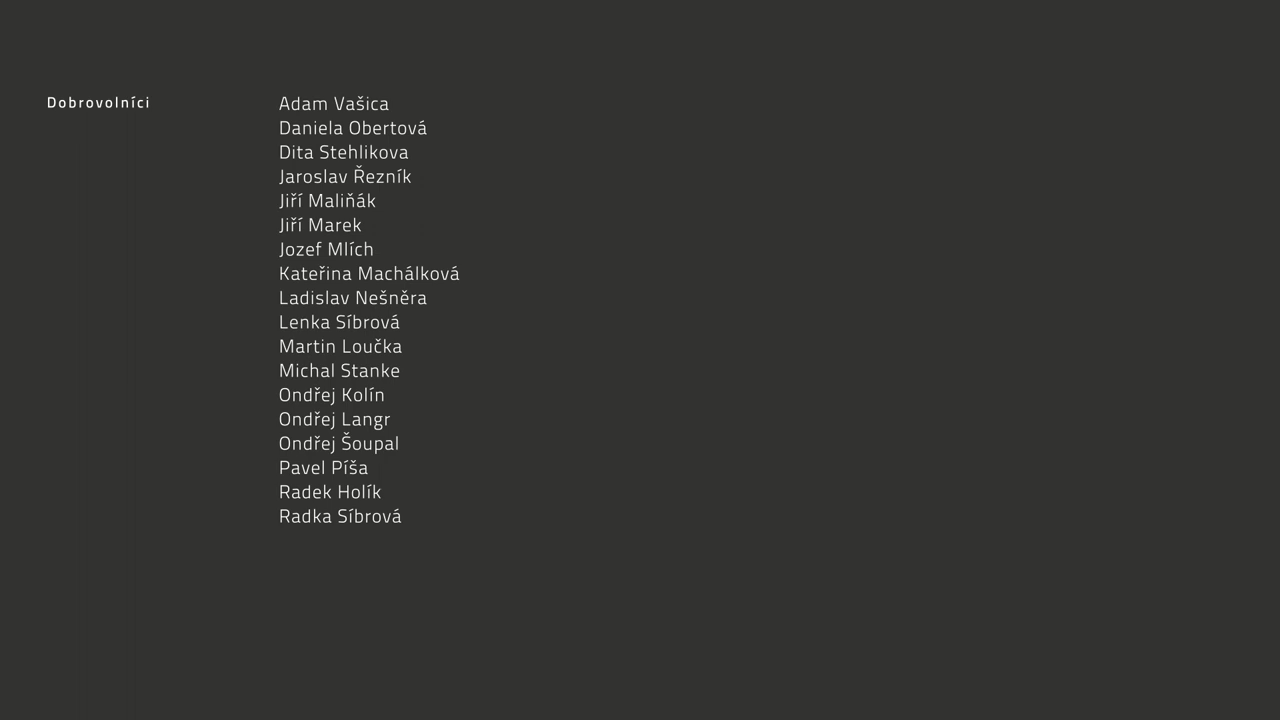 Dobrovolníci
Adam Vašica
Daniela Obertová
Dita Stehlikova
Jaroslav Řezník
Jiří Maliňák
Jiří Marek
Jozef Mlích
Kateřina Machálková
Ladislav Nešněra
Lenka Síbrová
Martin Loučka
Michal Stanke
Ondřej Kolín
Ondřej Langr
Ondřej Šoupal
Pavel Píša
Radek Holík
Radka Síbrová